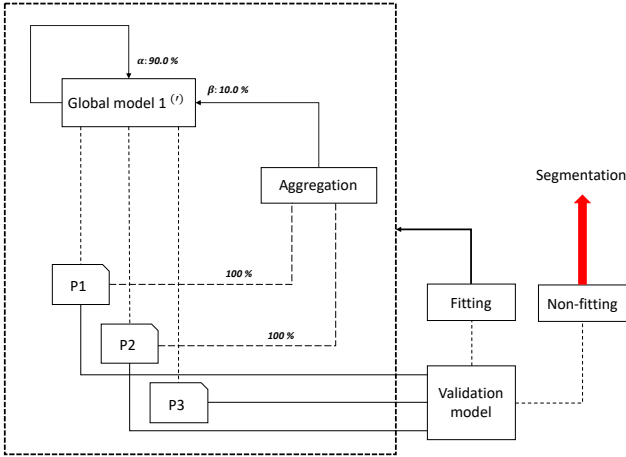 α: 90.0 %
Global model 1 (r)
β: 10.0 %
Aggregation
Segmentation
P1
100 %
Fitting
Non-fitting
P2
100 %
P3
Validation
model